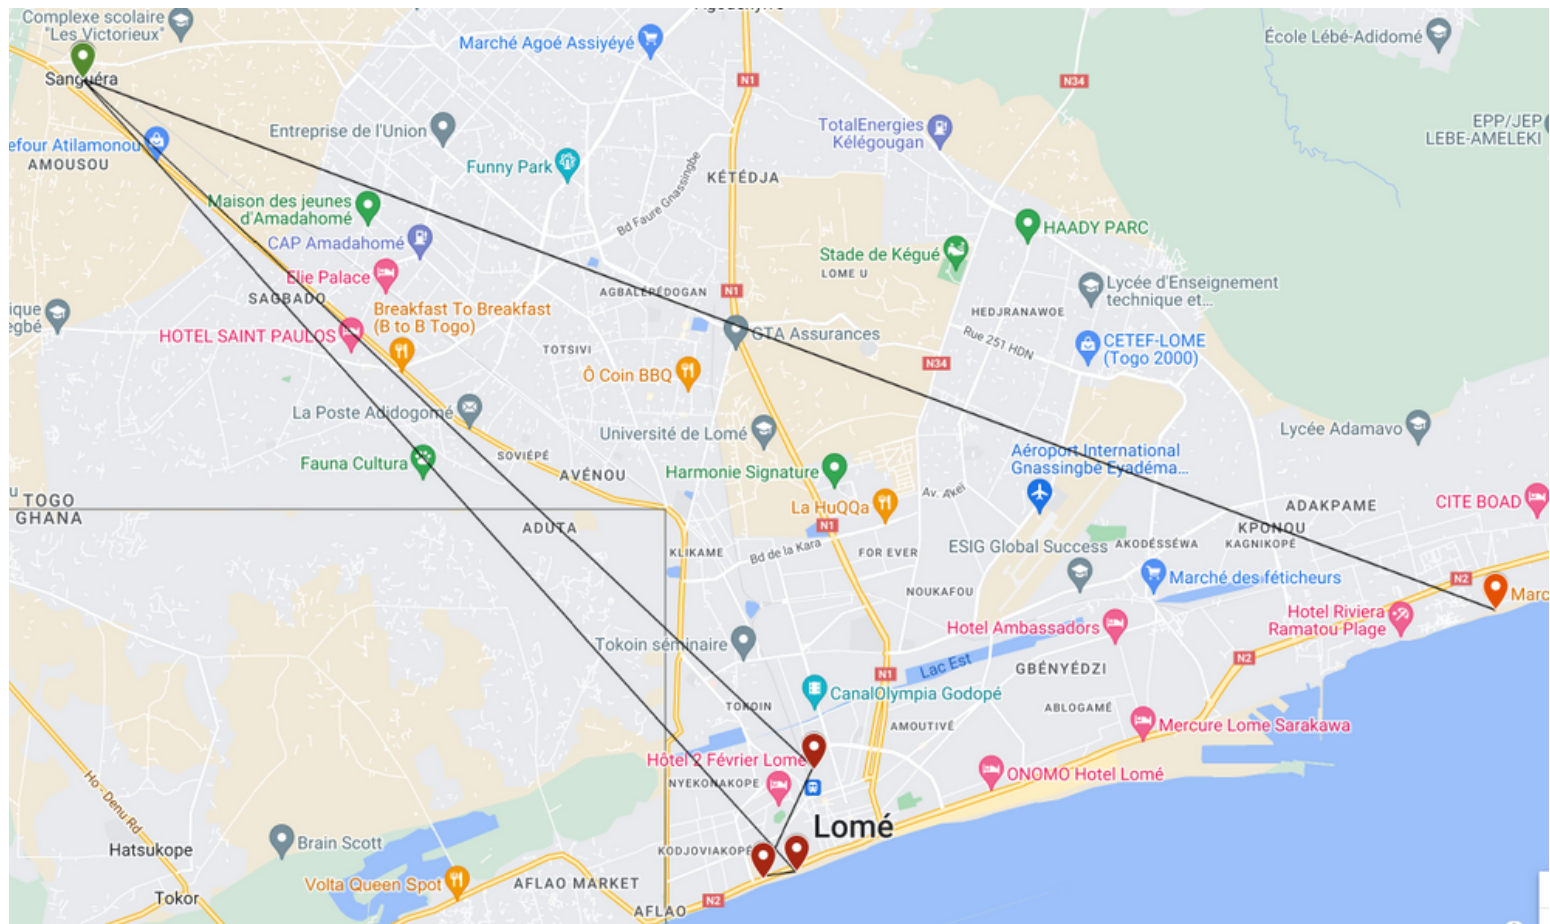 Complexe scolaire
"Les Victorieux"
Marché Agoé Assiyéyé
École Lébé-Adidomé
Sanguéra
N1
N34
EPP/JEP
LEBE-AMELEKI
efour Atilamonou
AMOUSOU
Entreprise de l'Union
TotalEnergies
Kélégougan
Funny Park
KÉTÉDJA
Bd Faure Gnassingbe
Maison des jeunes
d'Amadahomé
CAP Amadahomé
HAADY PARC
Stade de Kégué
LOME U
Elie Palace
SAGBADO
AGBALÉPÉDOGAN
N1
Lycée d'Enseignement
technique et...
HEDJRANAWOE
ique
egbé
Breakfast To Breakfast
(B to B Togo)
HOTEL SAINT PAULOS
GTA Assurances
Rue 251 HDN
CETEF-LOME
(Togo 2000)
TOTSIVI
Ô Coin BBQ
N34
La Poste Adidogomé
Université de Lomé
Lycée Adamavo
Fauna Cultura
SOVIÉPÉ
AVÉNOU
Harmonie Signature
Aéroport International
Gnassingbé Eyadéma...
Av. Akei
TOGO
GHANA
La HuQQa
ADAKPAME
CITE BOAD
ADUTA
N1
KPONOU
KLIKAME
Bd de la Kara
FOR EVER
ESIG Global Success
AKODÉSSÉWA
KAGNIKOPÉ
Marché des féticheurs
N2
NOUKAFOU
Marc
Hotel Riviera
Ramatou Plage
Hotel Ambassadors
Tokoin séminaire
N1
Lac Est
GBÉNYÉDZI
N2
CanalOlympia Godopé
TOKOIN
ABLOGAMÉ
AMOUTIVÉ
Mercure Lome Sarakawa
Hôtel 2 Février Lome
NYEKONAKOPE
ONOMO Hotel Lomé
Ho - Denu Rd
Lomé
Hatsukope
Brain Scott
KODJOVIAKOPÉ
Volta Queen Spot
AFLAO MARKET
Tokor
N2
AFLAO